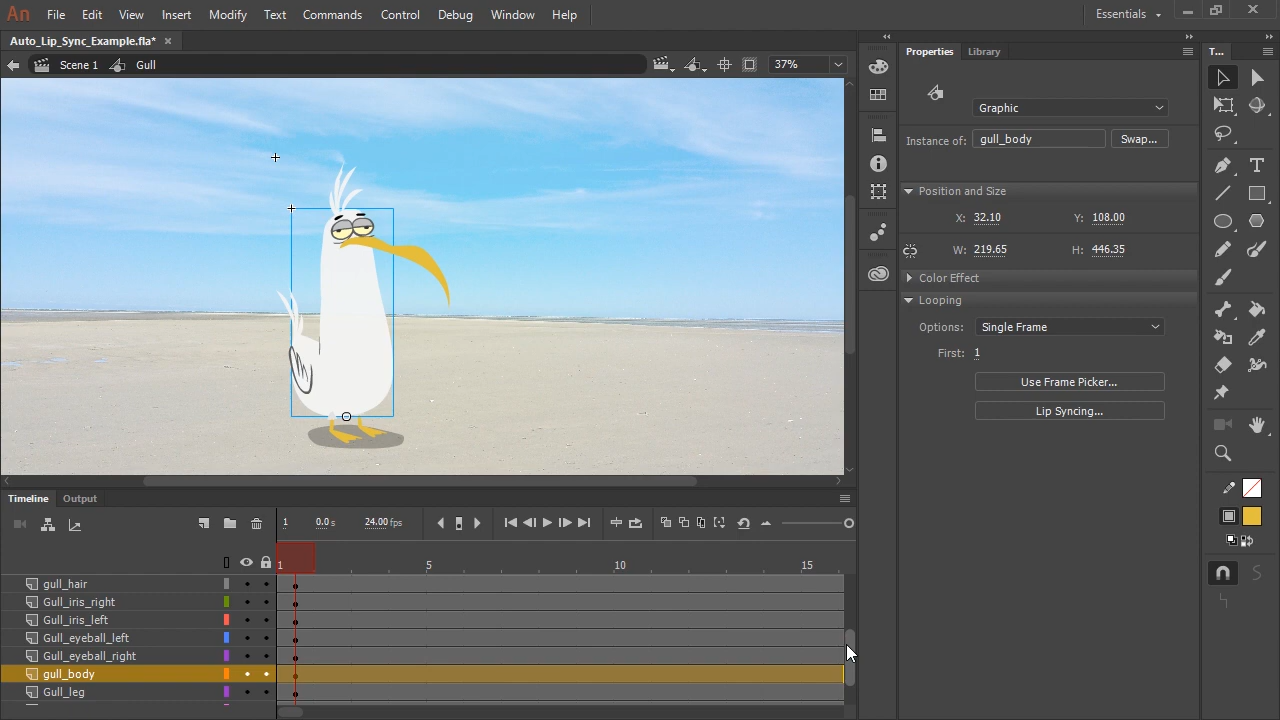 An File Edit View Insert Modify Text Commands Control Debug Window Help Essentials
Auto_Lip_Sync_Example.fla* ×
Scene 1 Gull 37%
Properties Library T...
Graphic
Instance of: gull_body Swap...
Position and Size
X: 32.10 Y: 108.00
W: 219.65 H: 446.35
Color Effect
Looping
Options: Single Frame
First: 1
Use Frame Picker...
Lip Syncing...
Timeline Output
1 0.0 s 24.00 fps
1 5 10 15
gull_hair
Gull_iris_right
Gull_iris_left
Gull_eyeball_left
Gull_eyeball_right
gull_body
Gull_leg